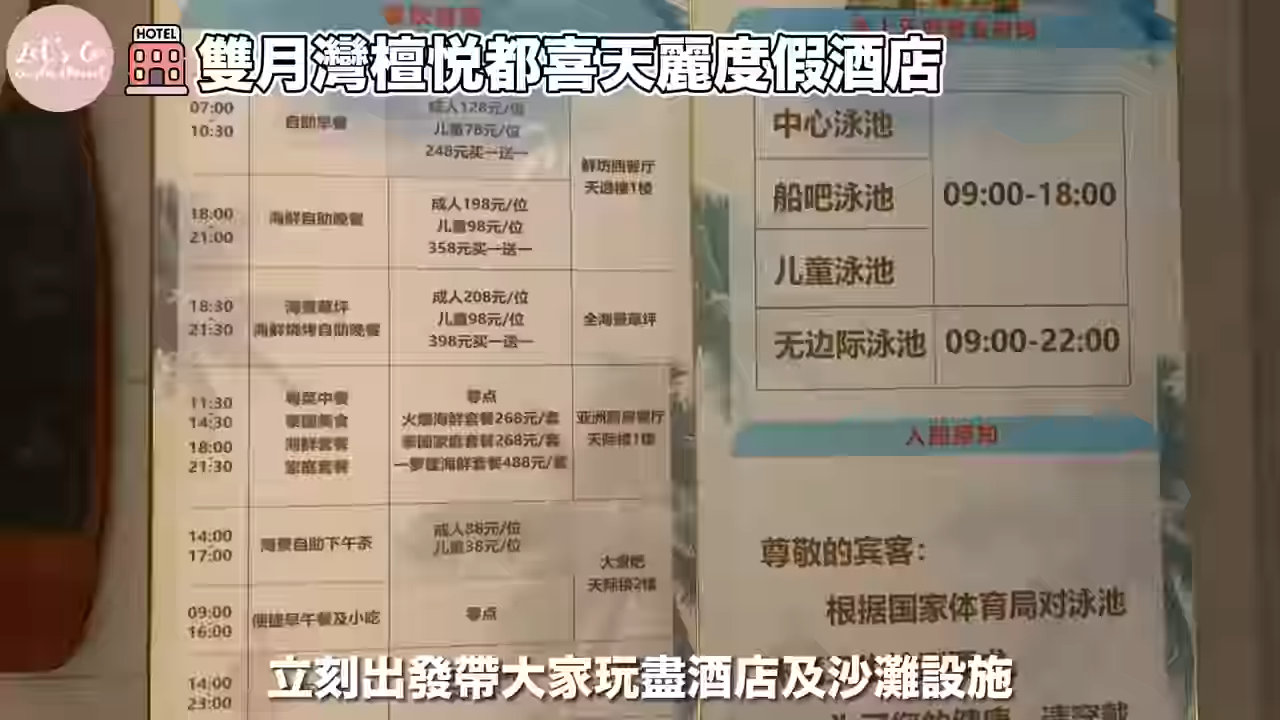 Let's Go
HOTEL
雙月灣檀悦都喜天麗度假酒店
07:00
-
10:30
自助早餐
成人128元/位
儿童78元/位
248元买一送一
鲜坊西餐厅
天逸楼1楼
18:00
-
21:00
海鲜自助晚餐
成人198元/位
儿童98元/位
358元买一送一
18:30
-
21:30
海景草坪
海鲜烧烤自助晚餐
成人208元/位
儿童98元/位
398元买一送一
全海景草坪
11:30
-
14:30
18:00
-
21:30
粤菜中餐
泰国美食
海鲜套餐
家庭套餐
零点
火爆海鲜套餐268元/套
泰国家庭套餐268元/套
一箩筐海鲜套餐488元/套
亚洲厨房餐厅
天际楼1楼
14:00
-
17:00
海景自助下午茶
成人88元/位
儿童38元/位
大堂吧
天际楼2楼
09:00
-
16:00
便捷早午餐及小吃
零点
14:00
-
23:00
中心泳池
船吧泳池
儿童泳池
09:00-18:00
无边际泳池
09:00-22:00
入园须知
尊敬的宾客：
根据国家体育局对泳池
立刻出發帶大家玩盡酒店及沙灘設施